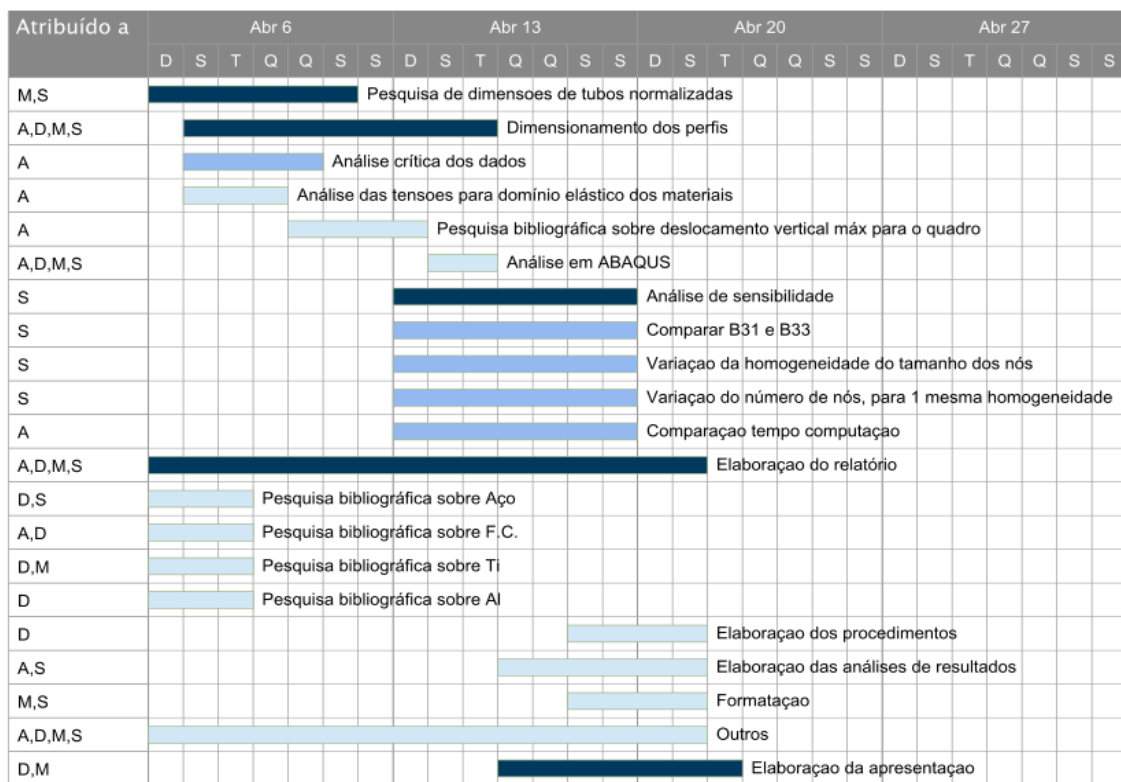 Atribuído a Abr 6 Abr 13 Abr 20 Abr 27
D S T Q Q S S D S T Q Q S S D S T Q Q S S D S T Q Q S S
M,S Pesquisa de dimensoes de tubos normalizadas
A,D,M,S Dimensionamento dos perfis
A Análise crítica dos dados
A Análise das tensoes para domínio elástico dos materiais
A Pesquisa bibliográfica sobre deslocamento vertical máx para o quadro
A,D,M,S Análise em ABAQUS
S Análise de sensibilidade
S Comparar B31 e B33
S Variaçao da homogeneidade do tamanho dos nós
S Variaçao do número de nós, para 1 mesma homogeneidade
A Comparaçao tempo computaçao
A,D,M,S Elaboraçao do relatório
D,S Pesquisa bibliográfica sobre Aço
A,D Pesquisa bibliográfica sobre F.C.
D,M Pesquisa bibliográfica sobre Ti
D Pesquisa bibliográfica sobre Al
D Elaboraçao dos procedimentos
A,S Elaboraçao das análises de resultados
M,S Formataçao
A,D,M,S Outros
D,M Elaboraçao da apresentaçao